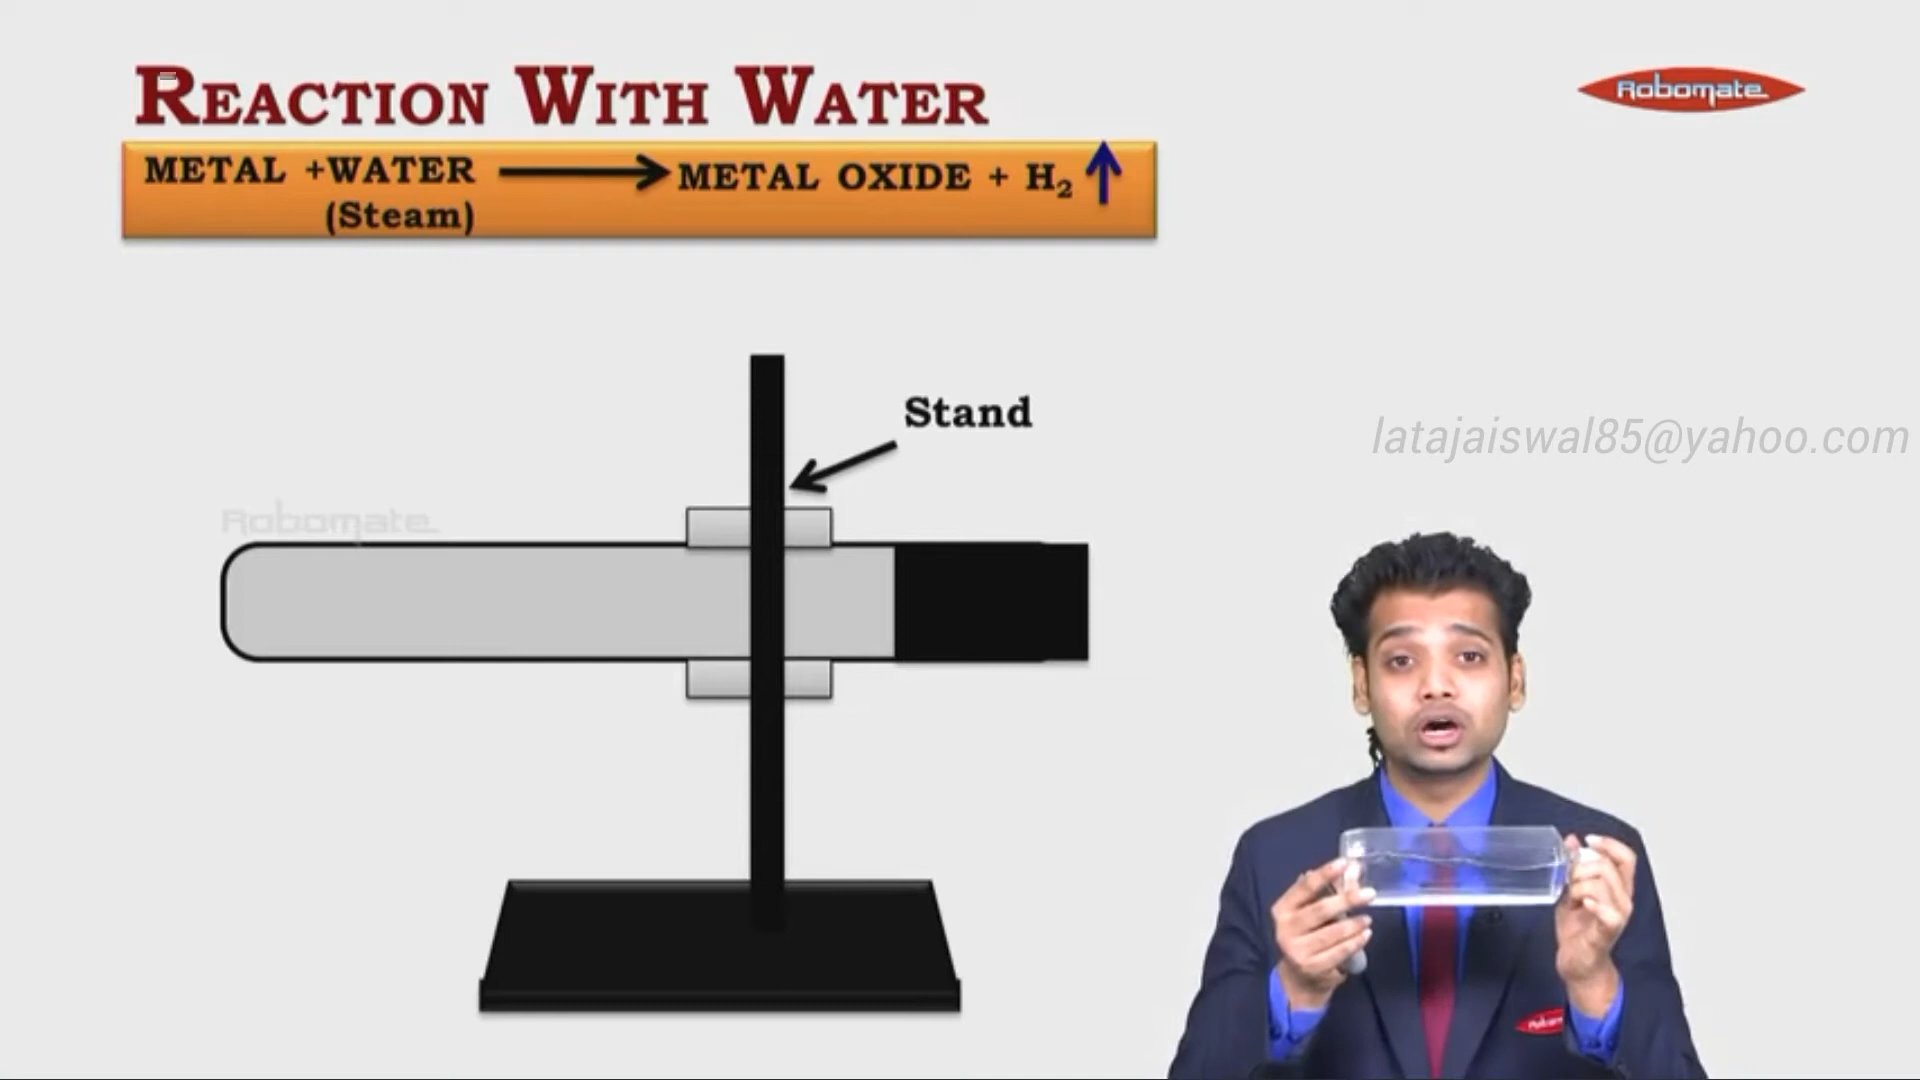 REACTION WITH WATER
Robomate
METAL + WATER → METAL OXIDE + H₂ ↑
(Steam)
Stand
latajaiswal85@yahoo.com
Robomate